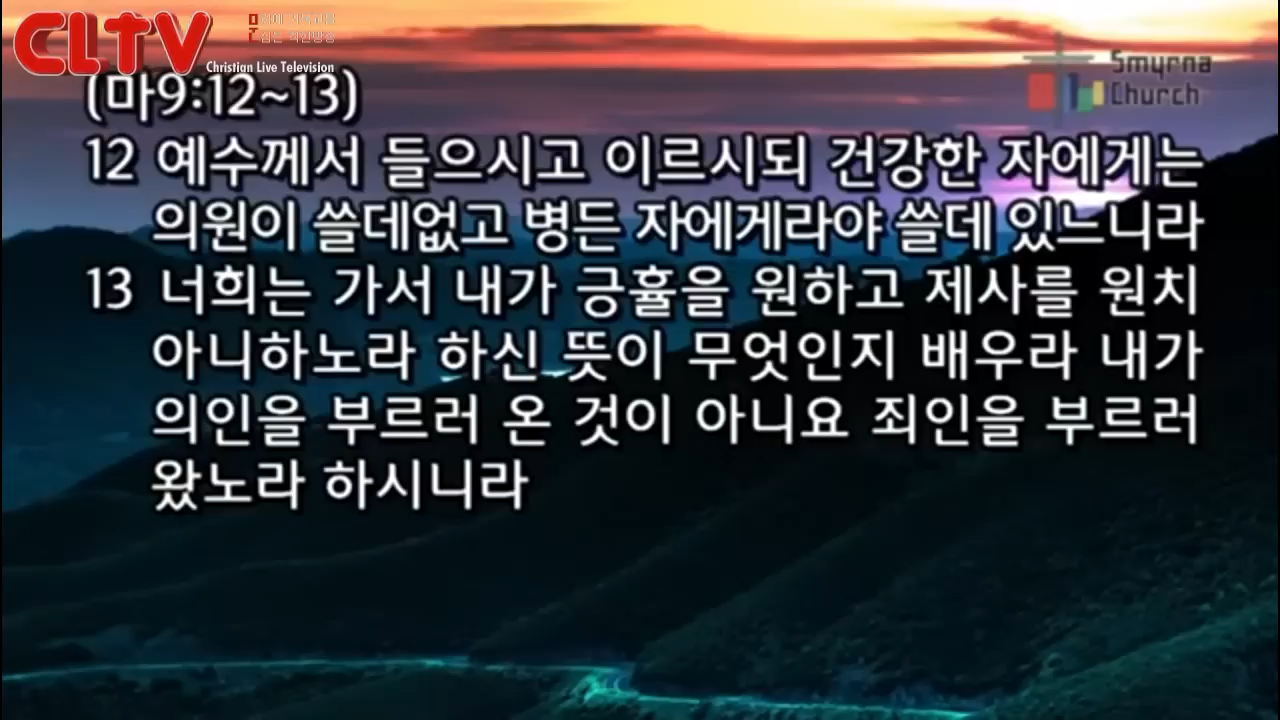 CLTV
Christian Live Television
Smyrna
Church
(마9:12~13)
12 예수께서 들으시고 이르시되 건강한 자에게는
의원이 쓸데없고 병든 자에게라야 쓸데 있느니라
13 너희는 가서 내가 긍휼을 원하고 제사를 원치
아니하노라 하신 뜻이 무엇인지 배우라 내가
의인을 부르러 온 것이 아니요 죄인을 부르러
왔노라 하시니라